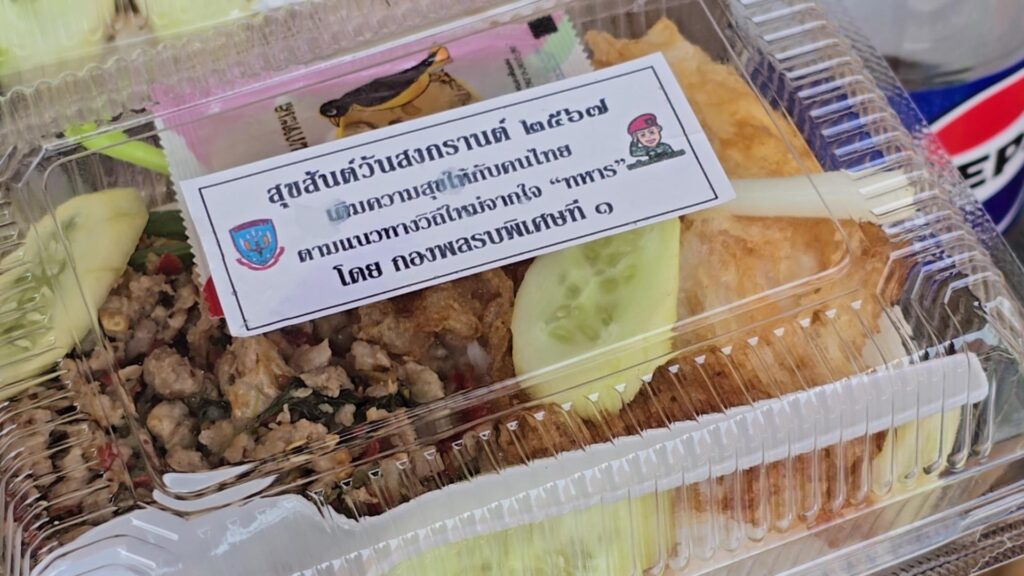 สุขสันต์วันสงกรานต์ ๒๕๖๗
เติมความสุขให้กับคนไทย
ตามแนวทางวิถีใหม่จากใจ “ทหาร”
โดย กองพลรบพิเศษที่ ๑